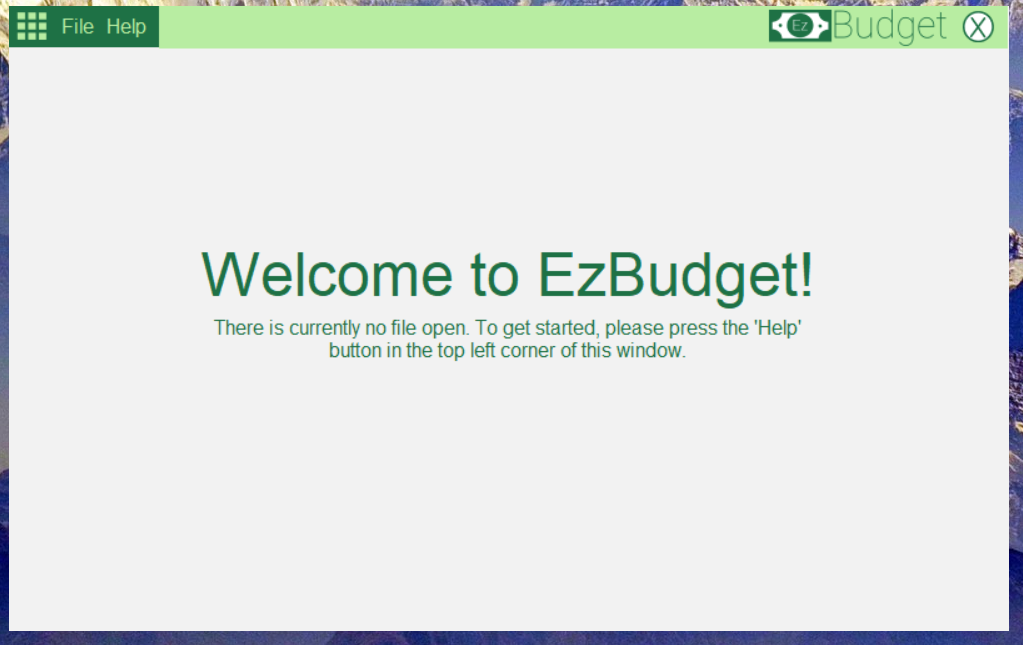 File Help
Ez Budget X
Welcome to EzBudget!
There is currently no file open. To get started, please press the 'Help'
button in the top left corner of this window.